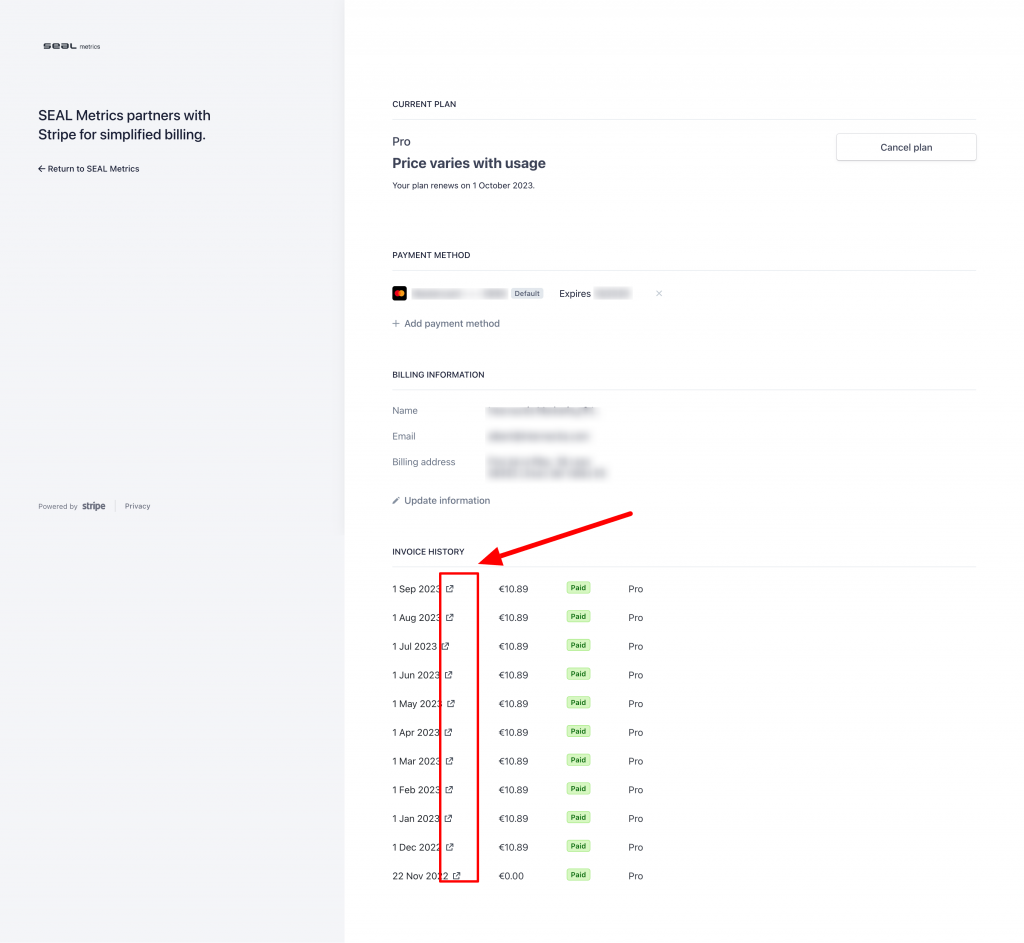 seal metrics
SEAL Metrics partners with
Stripe for simplified billing.
← Return to SEAL Metrics
Powered by stripe Privacy
CURRENT PLAN
Pro
Price varies with usage
Your plan renews on 1 October 2023.
Cancel plan
PAYMENT METHOD
Default Expires ×
+ Add payment method
BILLING INFORMATION
Name
Email
Billing address
Update information
INVOICE HISTORY
1 Sep 2023 €10.89 Paid Pro
1 Aug 2023 €10.89 Paid Pro
1 Jul 2023 €10.89 Paid Pro
1 Jun 2023 €10.89 Paid Pro
1 May 2023 €10.89 Paid Pro
1 Apr 2023 €10.89 Paid Pro
1 Mar 2023 €10.89 Paid Pro
1 Feb 2023 €10.89 Paid Pro
1 Jan 2023 €10.89 Paid Pro
1 Dec 2022 €10.89 Paid Pro
22 Nov 2022 €0.00 Paid Pro